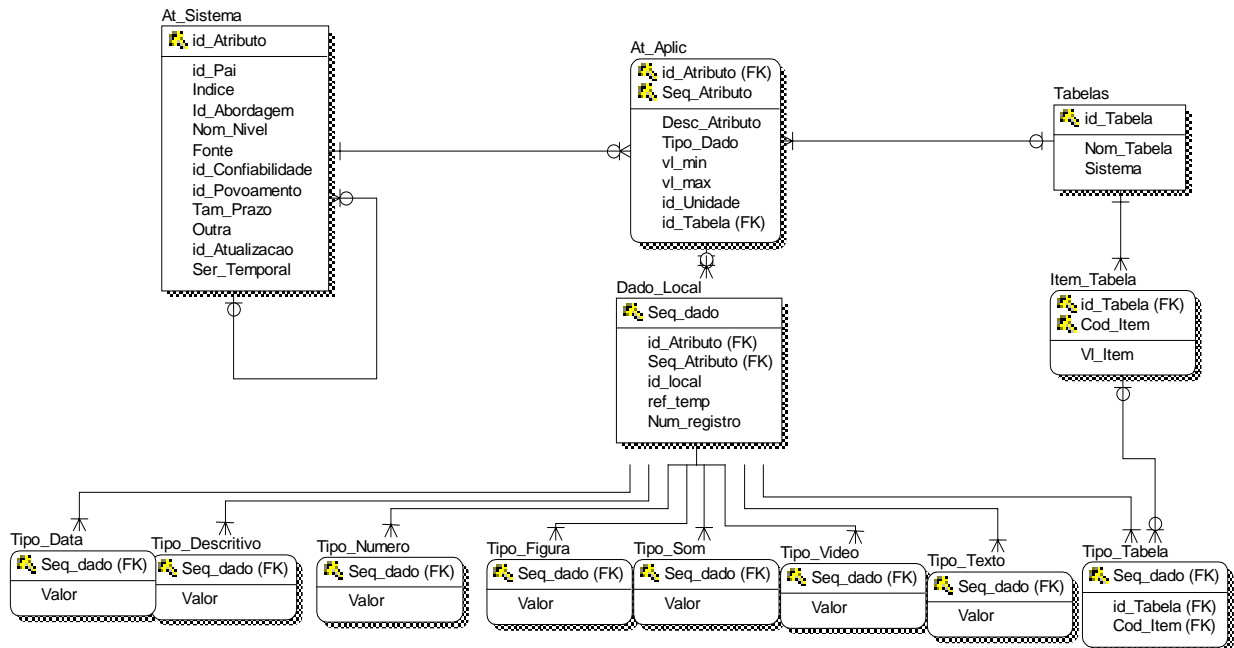 At_Sistema
id_Atributo
id_Pai
Indice
Id_Abordagem
Nom_Nivel
Fonte
id_Confiabilidade
id_Povoamento
Tam_Prazo
Outra
id_Atualizacao
Ser_Temporal
At_Aplic
id_Atributo (FK)
Seq_Atributo
Desc_Atributo
Tipo_Dado
vl_min
vl_max
id_Unidade
id_Tabela (FK)
Tabelas
id_Tabela
Nom_Tabela
Sistema
Dado_Local
Seq_dado
id_Atributo (FK)
Seq_Atributo (FK)
id_local
ref_temp
Num_registro
Item_Tabela
id_Tabela (FK)
Cod_Item
Vl_Item
Tipo_Data
Seq_dado (FK)
Valor
Tipo_Descritivo
Seq_dado (FK)
Valor
Tipo_Numero
Seq_dado (FK)
Valor
Tipo_Figura
Seq_dado (FK)
Valor
Tipo_Som
Seq_dado (FK)
Valor
Tipo_Video
Seq_dado (FK)
Valor
Tipo_Texto
Seq_dado (FK)
Valor
Tipo_Tabela
Seq_dado (FK)
id_Tabela (FK)
Cod_Item (FK)